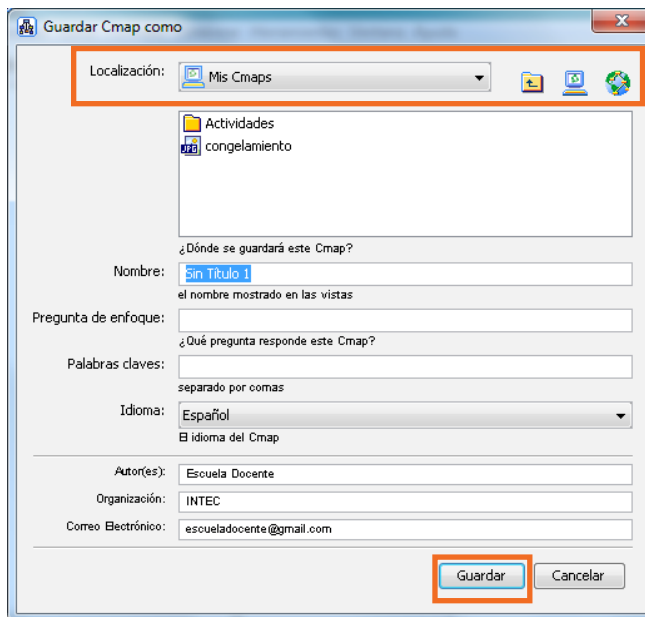 Guardar Cmap como
Localización: Mis Cmaps
Actividades
JPG congelamiento
¿Dónde se guardará este Cmap?
Nombre: Sin Título 1
el nombre mostrado en las vistas
Pregunta de enfoque:
¿Qué pregunta responde este Cmap?
Palabras claves:
separado por comas
Idioma: Español
El idioma del Cmap
Autor(es): Escuela Docente
Organización: INTEC
Correo Electrónico: escueladocente@gmail.com
Guardar Cancelar